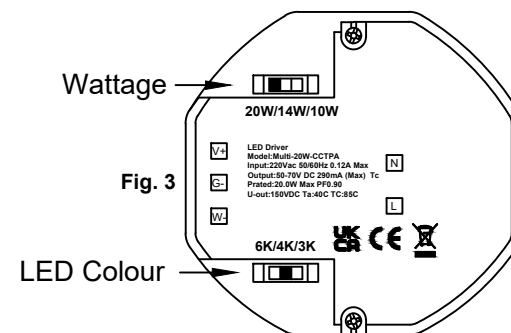 Wattage
20W/14W/10W
V+
G-
W-
Fig. 3
LED Driver
Model:Multi-20W-CCTPA
Input:220Vac 50/60Hz 0.12A Max
Output:50-70V DC 290mA (Max) Tc
Prated:20.0W Max PF0.90
U-out:150VDC Ta:40C TC:85C
N
L
UK
CA
CE
6K/4K/3K
LED Colour